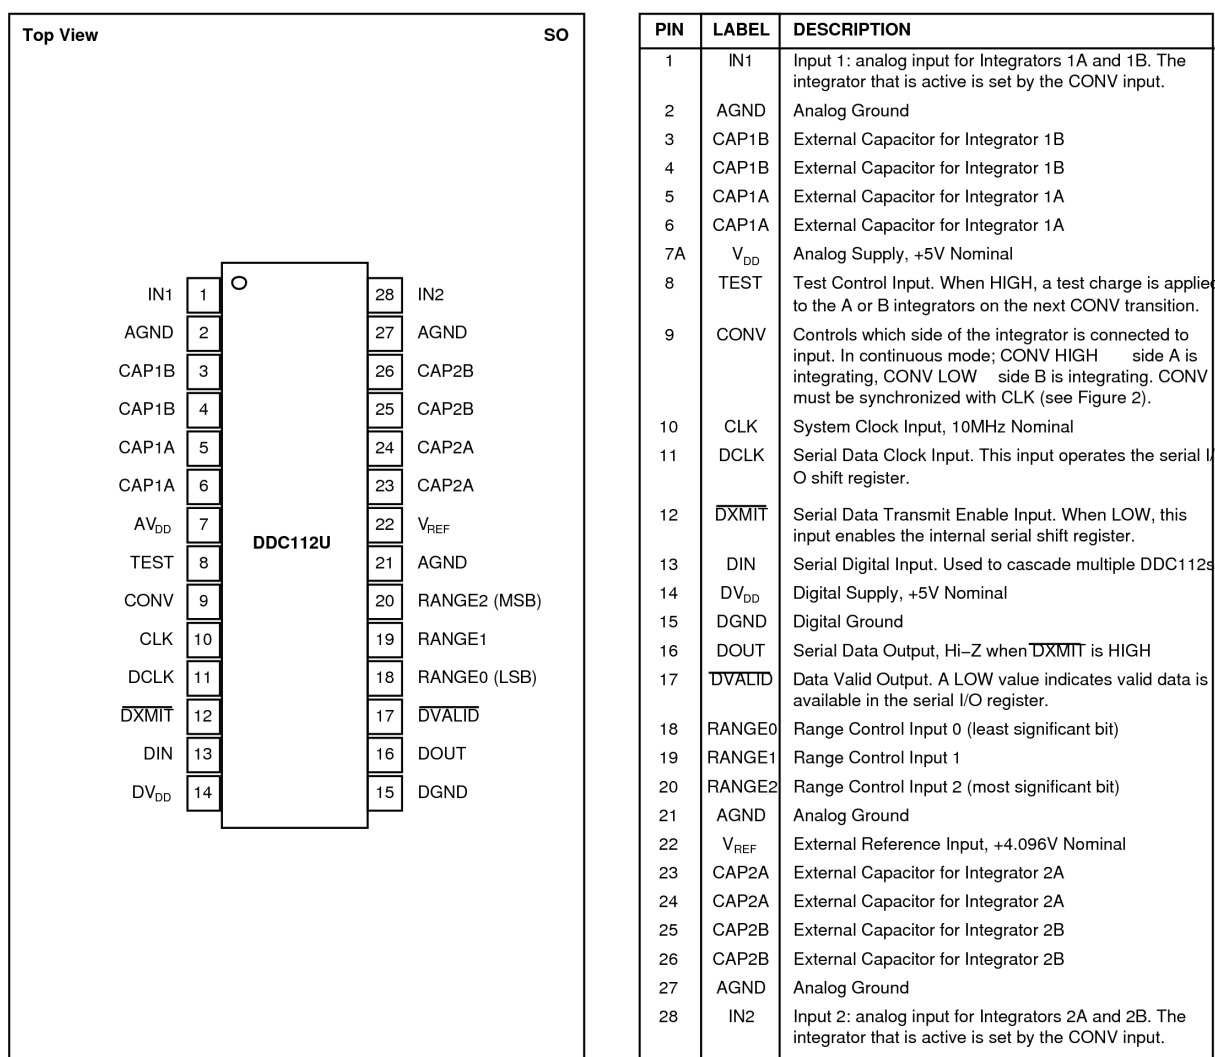 Top View SO
IN1 1 28 IN2
AGND 2 27 AGND
CAP1B 3 26 CAP2B
CAP1B 4 25 CAP2B
CAP1A 5 24 CAP2A
CAP1A 6 23 CAP2A
AVDD 7 22 VREF
DDC112U
TEST 8 21 AGND
CONV 9 20 RANGE2 (MSB)
CLK 10 19 RANGE1
DCLK 11 18 RANGE0 (LSB)
DXMIT 12 17 DVALID
DIN 13 16 DOUT
DVDD 14 15 DGND
PIN LABEL DESCRIPTION
1 IN1 Input 1: analog input for Integrators 1A and 1B. The
integrator that is active is set by the CONV input.
2 AGND Analog Ground
3 CAP1B External Capacitor for Integrator 1B
4 CAP1B External Capacitor for Integrator 1B
5 CAP1A External Capacitor for Integrator 1A
6 CAP1A External Capacitor for Integrator 1A
7A VDD Analog Supply, +5V Nominal
8 TEST Test Control Input. When HIGH, a test charge is applied
to the A or B integrators on the next CONV transition.
9 CONV Controls which side of the integrator is connected to
input. In continuous mode; CONV HIGH side A is
integrating, CONV LOW side B is integrating. CONV
must be synchronized with CLK (see Figure 2).
10 CLK System Clock Input, 10MHz Nominal
11 DCLK Serial Data Clock Input. This input operates the serial I/
O shift register.
12 DXMIT Serial Data Transmit Enable Input. When LOW, this
input enables the internal serial shift register.
13 DIN Serial Digital Input. Used to cascade multiple DDC112s
14 DVDD Digital Supply, +5V Nominal
15 DGND Digital Ground
16 DOUT Serial Data Output, Hi−Z when DXMIT is HIGH
17 DVALID Data Valid Output. A LOW value indicates valid data is
available in the serial I/O register.
18 RANGE0 Range Control Input 0 (least significant bit)
19 RANGE1 Range Control Input 1
20 RANGE2 Range Control Input 2 (most significant bit)
21 AGND Analog Ground
22 VREF External Reference Input, +4.096V Nominal
23 CAP2A External Capacitor for Integrator 2A
24 CAP2A External Capacitor for Integrator 2A
25 CAP2B External Capacitor for Integrator 2B
26 CAP2B External Capacitor for Integrator 2B
27 AGND Analog Ground
28 IN2 Input 2: analog input for Integrators 2A and 2B. The
integrator that is active is set by the CONV input.